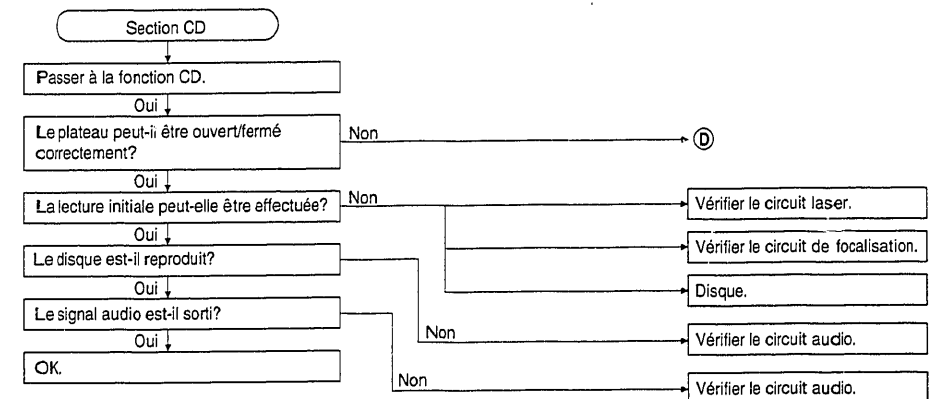 Section CD
Passer à la fonction CD.
Oui
Le plateau peut-il être ouvert/fermé
correctement?
Non
D
Oui
La lecture initiale peut-elle être effectuée?
Non
Vérifier le circuit laser.
Vérifier le circuit de focalisation.
Disque.
Oui
Le disque est-il reproduit?
Non
Vérifier le circuit audio.
Oui
Le signal audio est-il sorti?
Non
Vérifier le circuit audio.
Oui
OK.